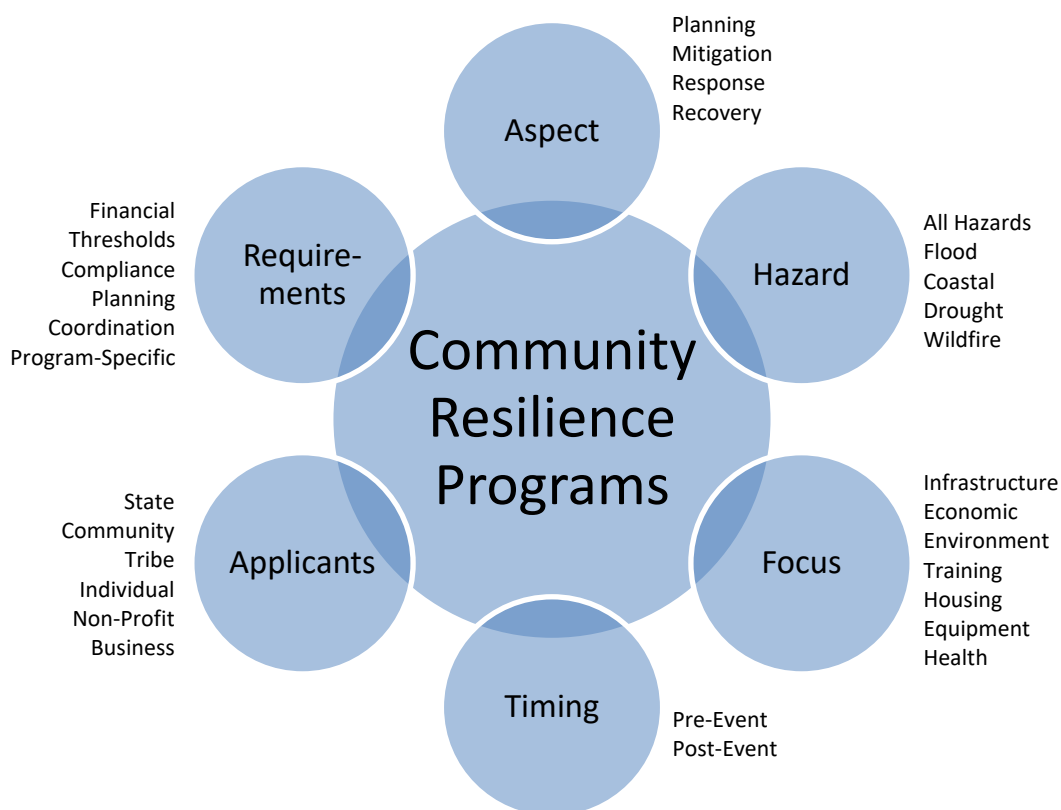 Planning
Mitigation
Response
Recovery
Aspect
Financial
Thresholds
Compliance
Planning
Coordination
Program-Specific
Require-
ments
Hazard
All Hazards
Flood
Coastal
Drought
Wildfire
Community
Resilience
Programs
State
Community
Tribe
Individual
Non-Profit
Business
Applicants
Focus
Infrastructure
Economic
Environment
Training
Housing
Equipment
Health
Timing
Pre-Event
Post-Event